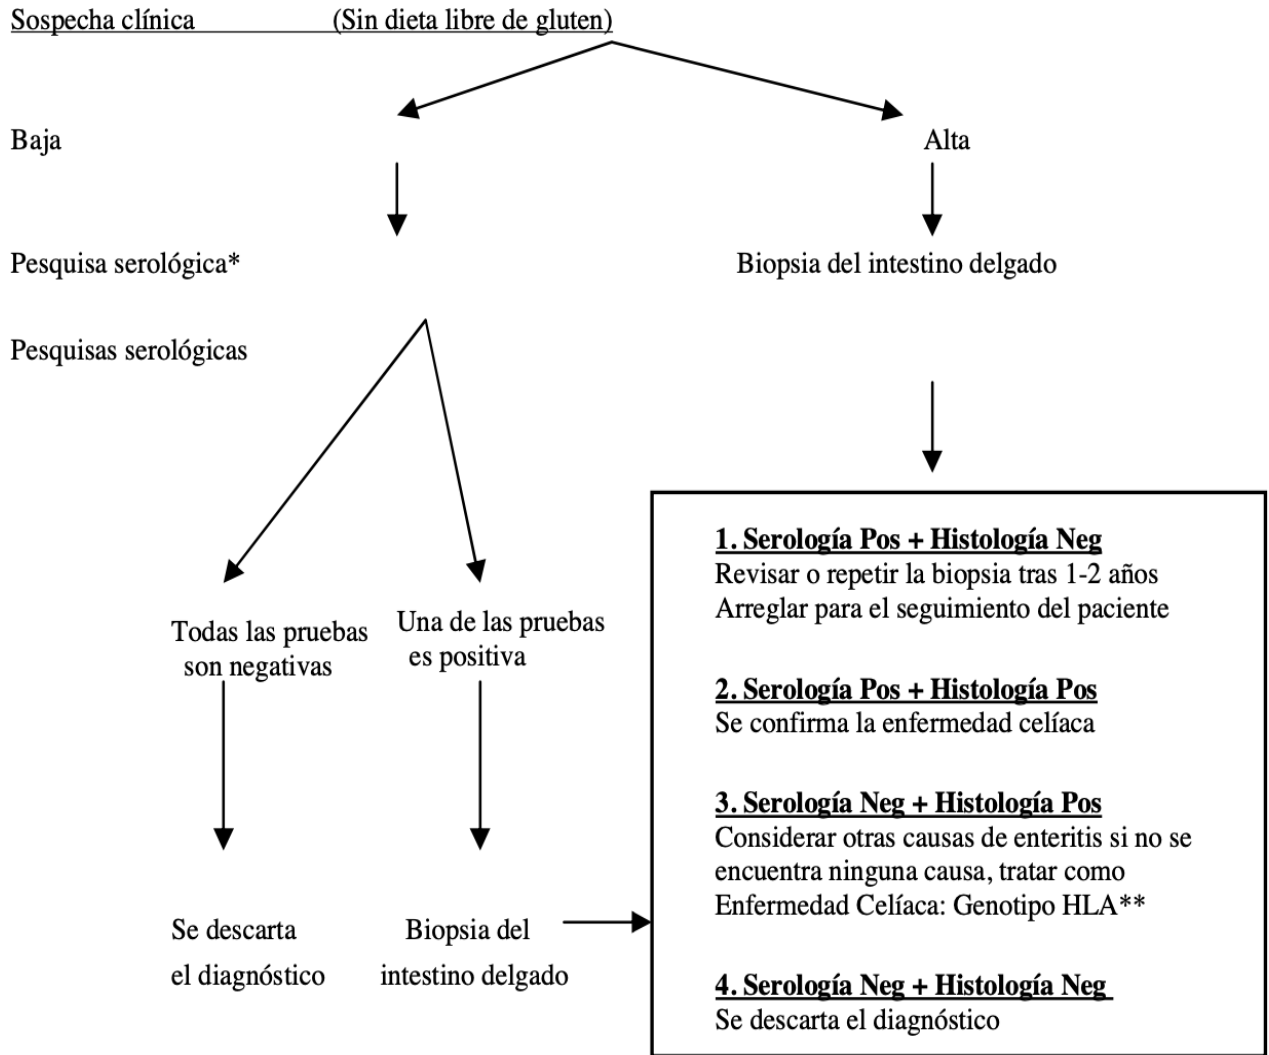 Sospecha clínica (Sin dieta libre de gluten)
Baja
Alta
Pesquisa serológica*
Biopsia del intestino delgado
Pesquisas serológicas
Todas las pruebas
son negativas
Una de las pruebas
es positiva
Se descarta
el diagnóstico
Biopsia del
intestino delgado
1. Serología Pos + Histología Neg
Revisar o repetir la biopsia tras 1-2 años
Arreglar para el seguimiento del paciente
2. Serología Pos + Histología Pos
Se confirma la enfermedad celíaca
3. Serología Neg + Histología Pos
Considerar otras causas de enteritis si no se
encuentra ninguna causa, tratar como
Enfermedad Celíaca: Genotipo HLA**
4. Serología Neg + Histología Neg
Se descarta el diagnóstico